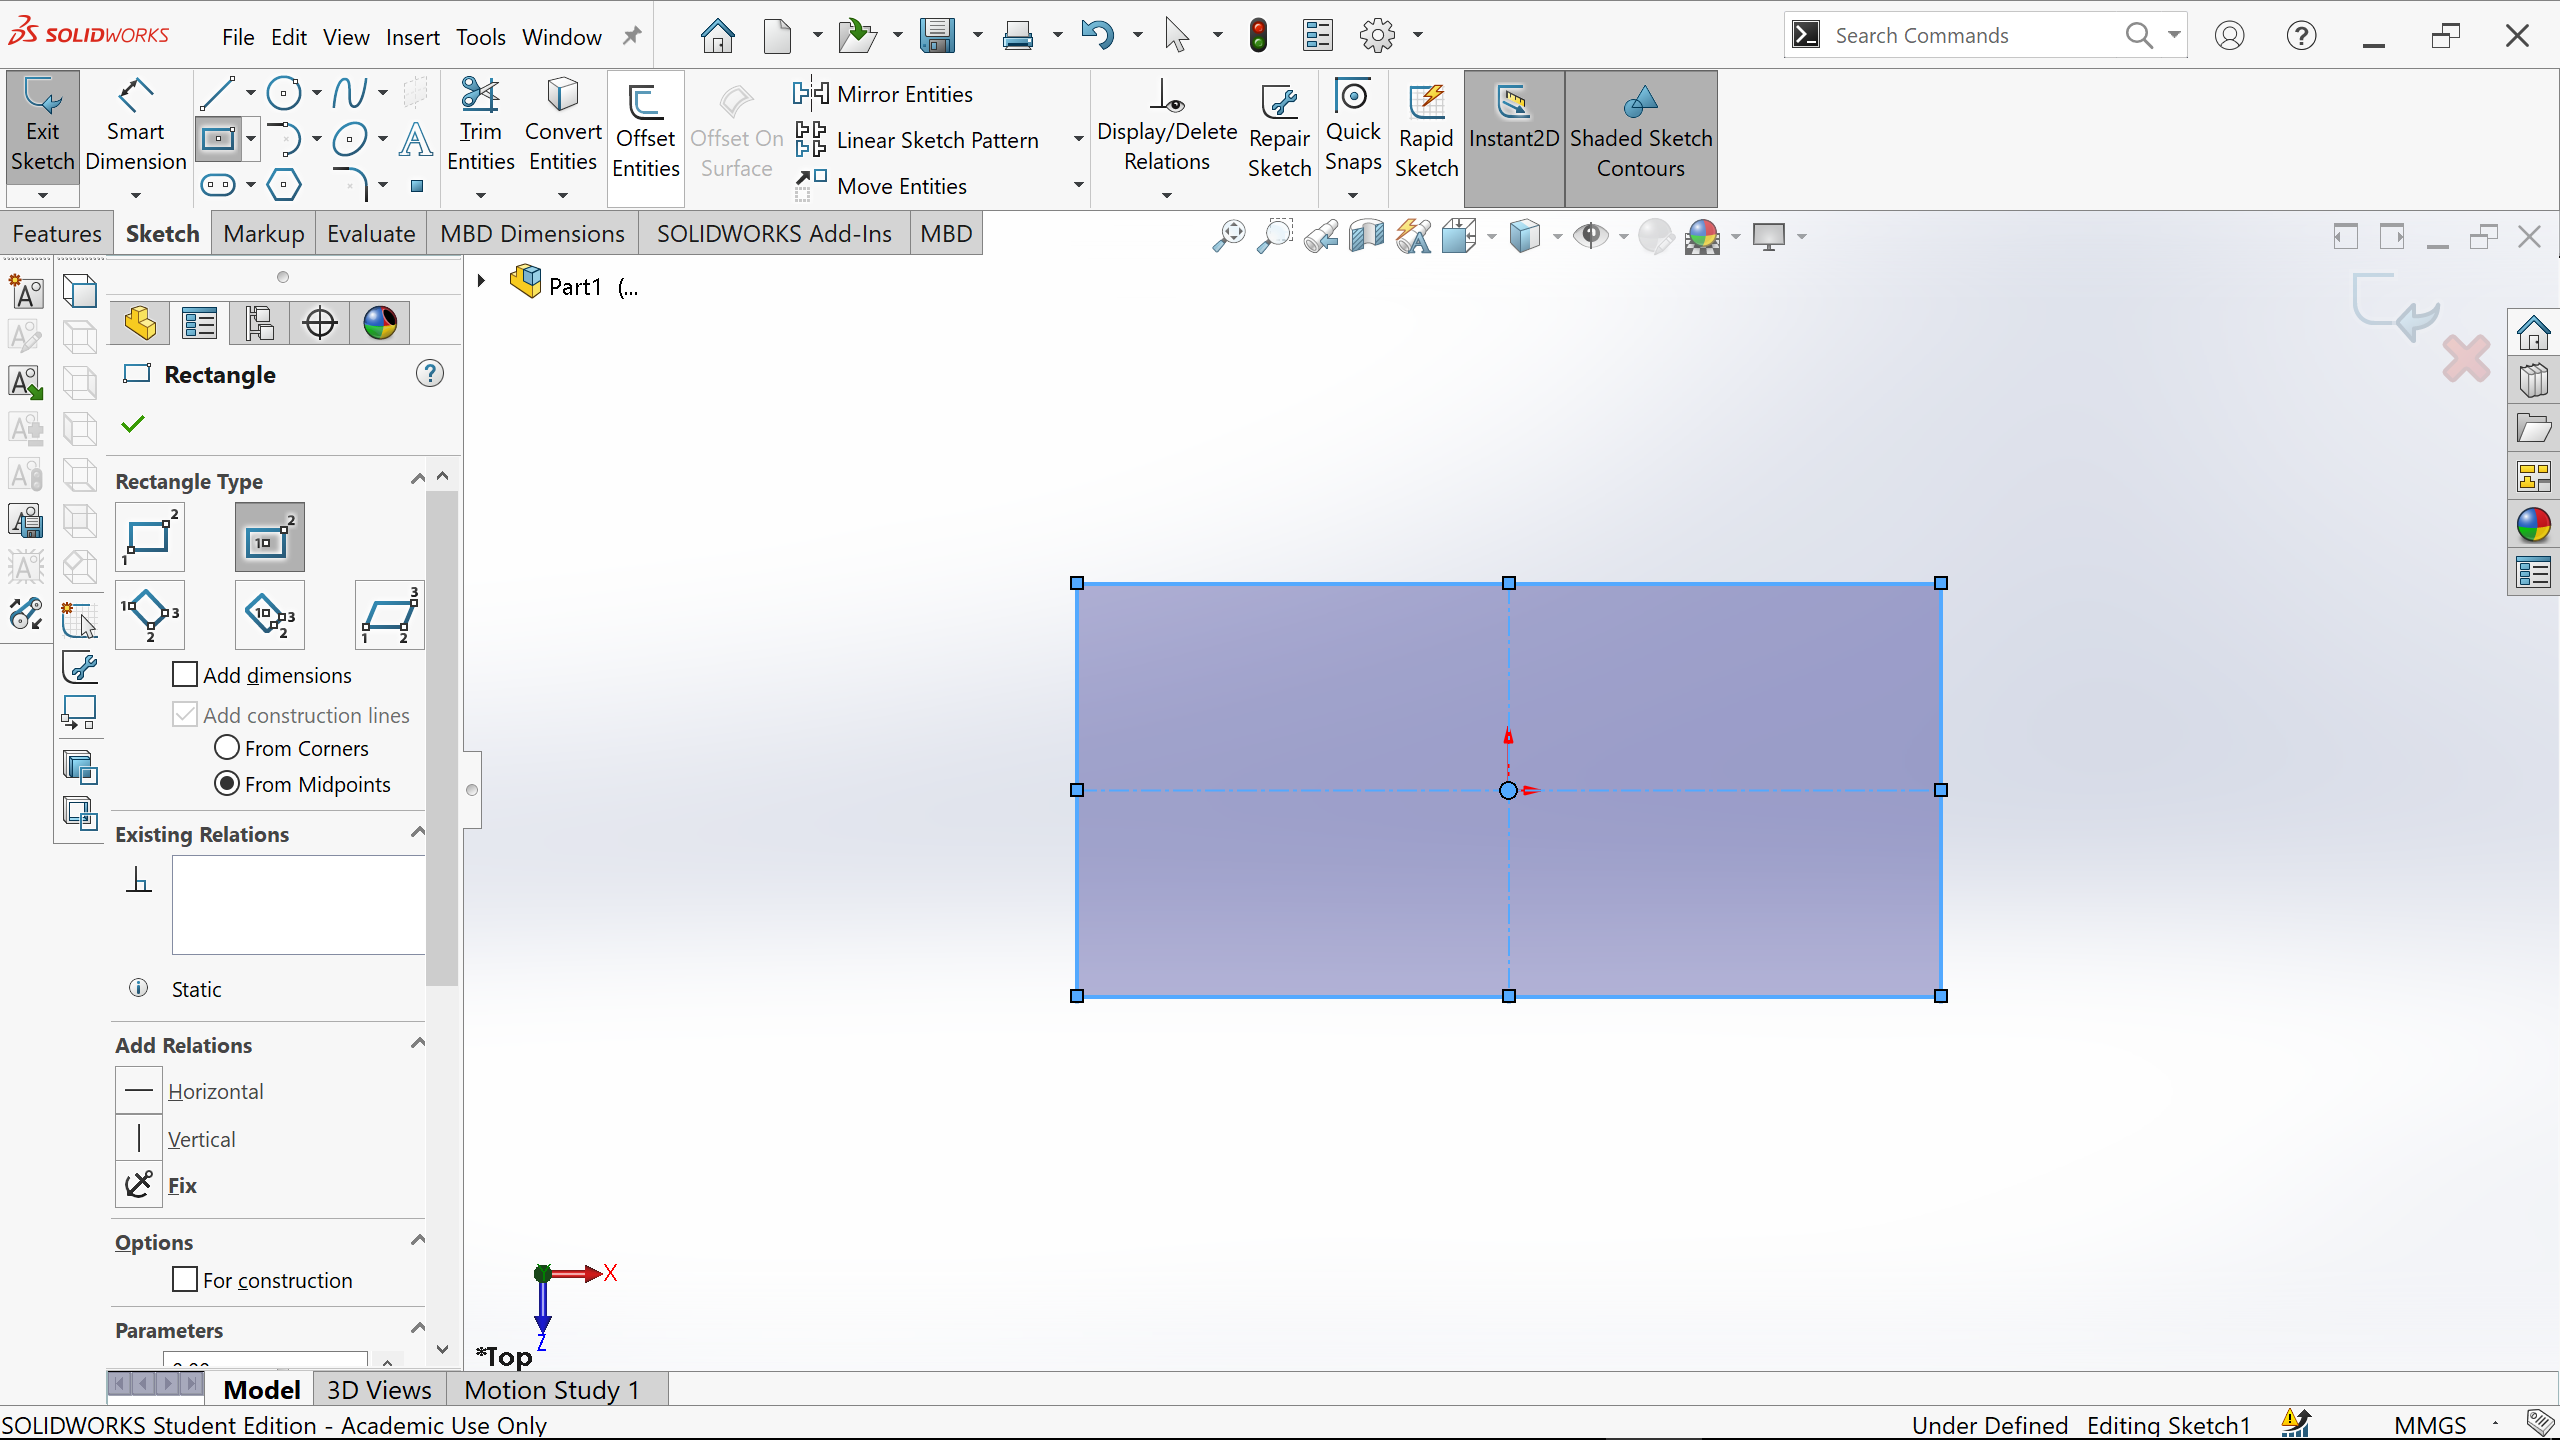 SOLIDWORKS
File Edit View Insert Tools Window
Search Commands
Exit Sketch
Smart Dimension
Trim Entities
Convert Entities
Offset Entities
Offset On Surface
Mirror Entities
Linear Sketch Pattern
Move Entities
Display/Delete Relations
Repair Sketch
Quick Snaps
Rapid Sketch
Instant2D
Shaded Sketch Contours
Features Sketch Markup Evaluate MBD Dimensions SOLIDWORKS Add-Ins MBD
Part1 (...
Rectangle
Rectangle Type
Add dimensions
Add construction lines
From Corners
From Midpoints
Existing Relations
Static
Add Relations
Horizontal
Vertical
Fix
Options
For construction
Parameters
X
Z
*Top
Model 3D Views Motion Study 1
SOLIDWORKS Student Edition - Academic Use Only
Under Defined Editing Sketch1 MMGS